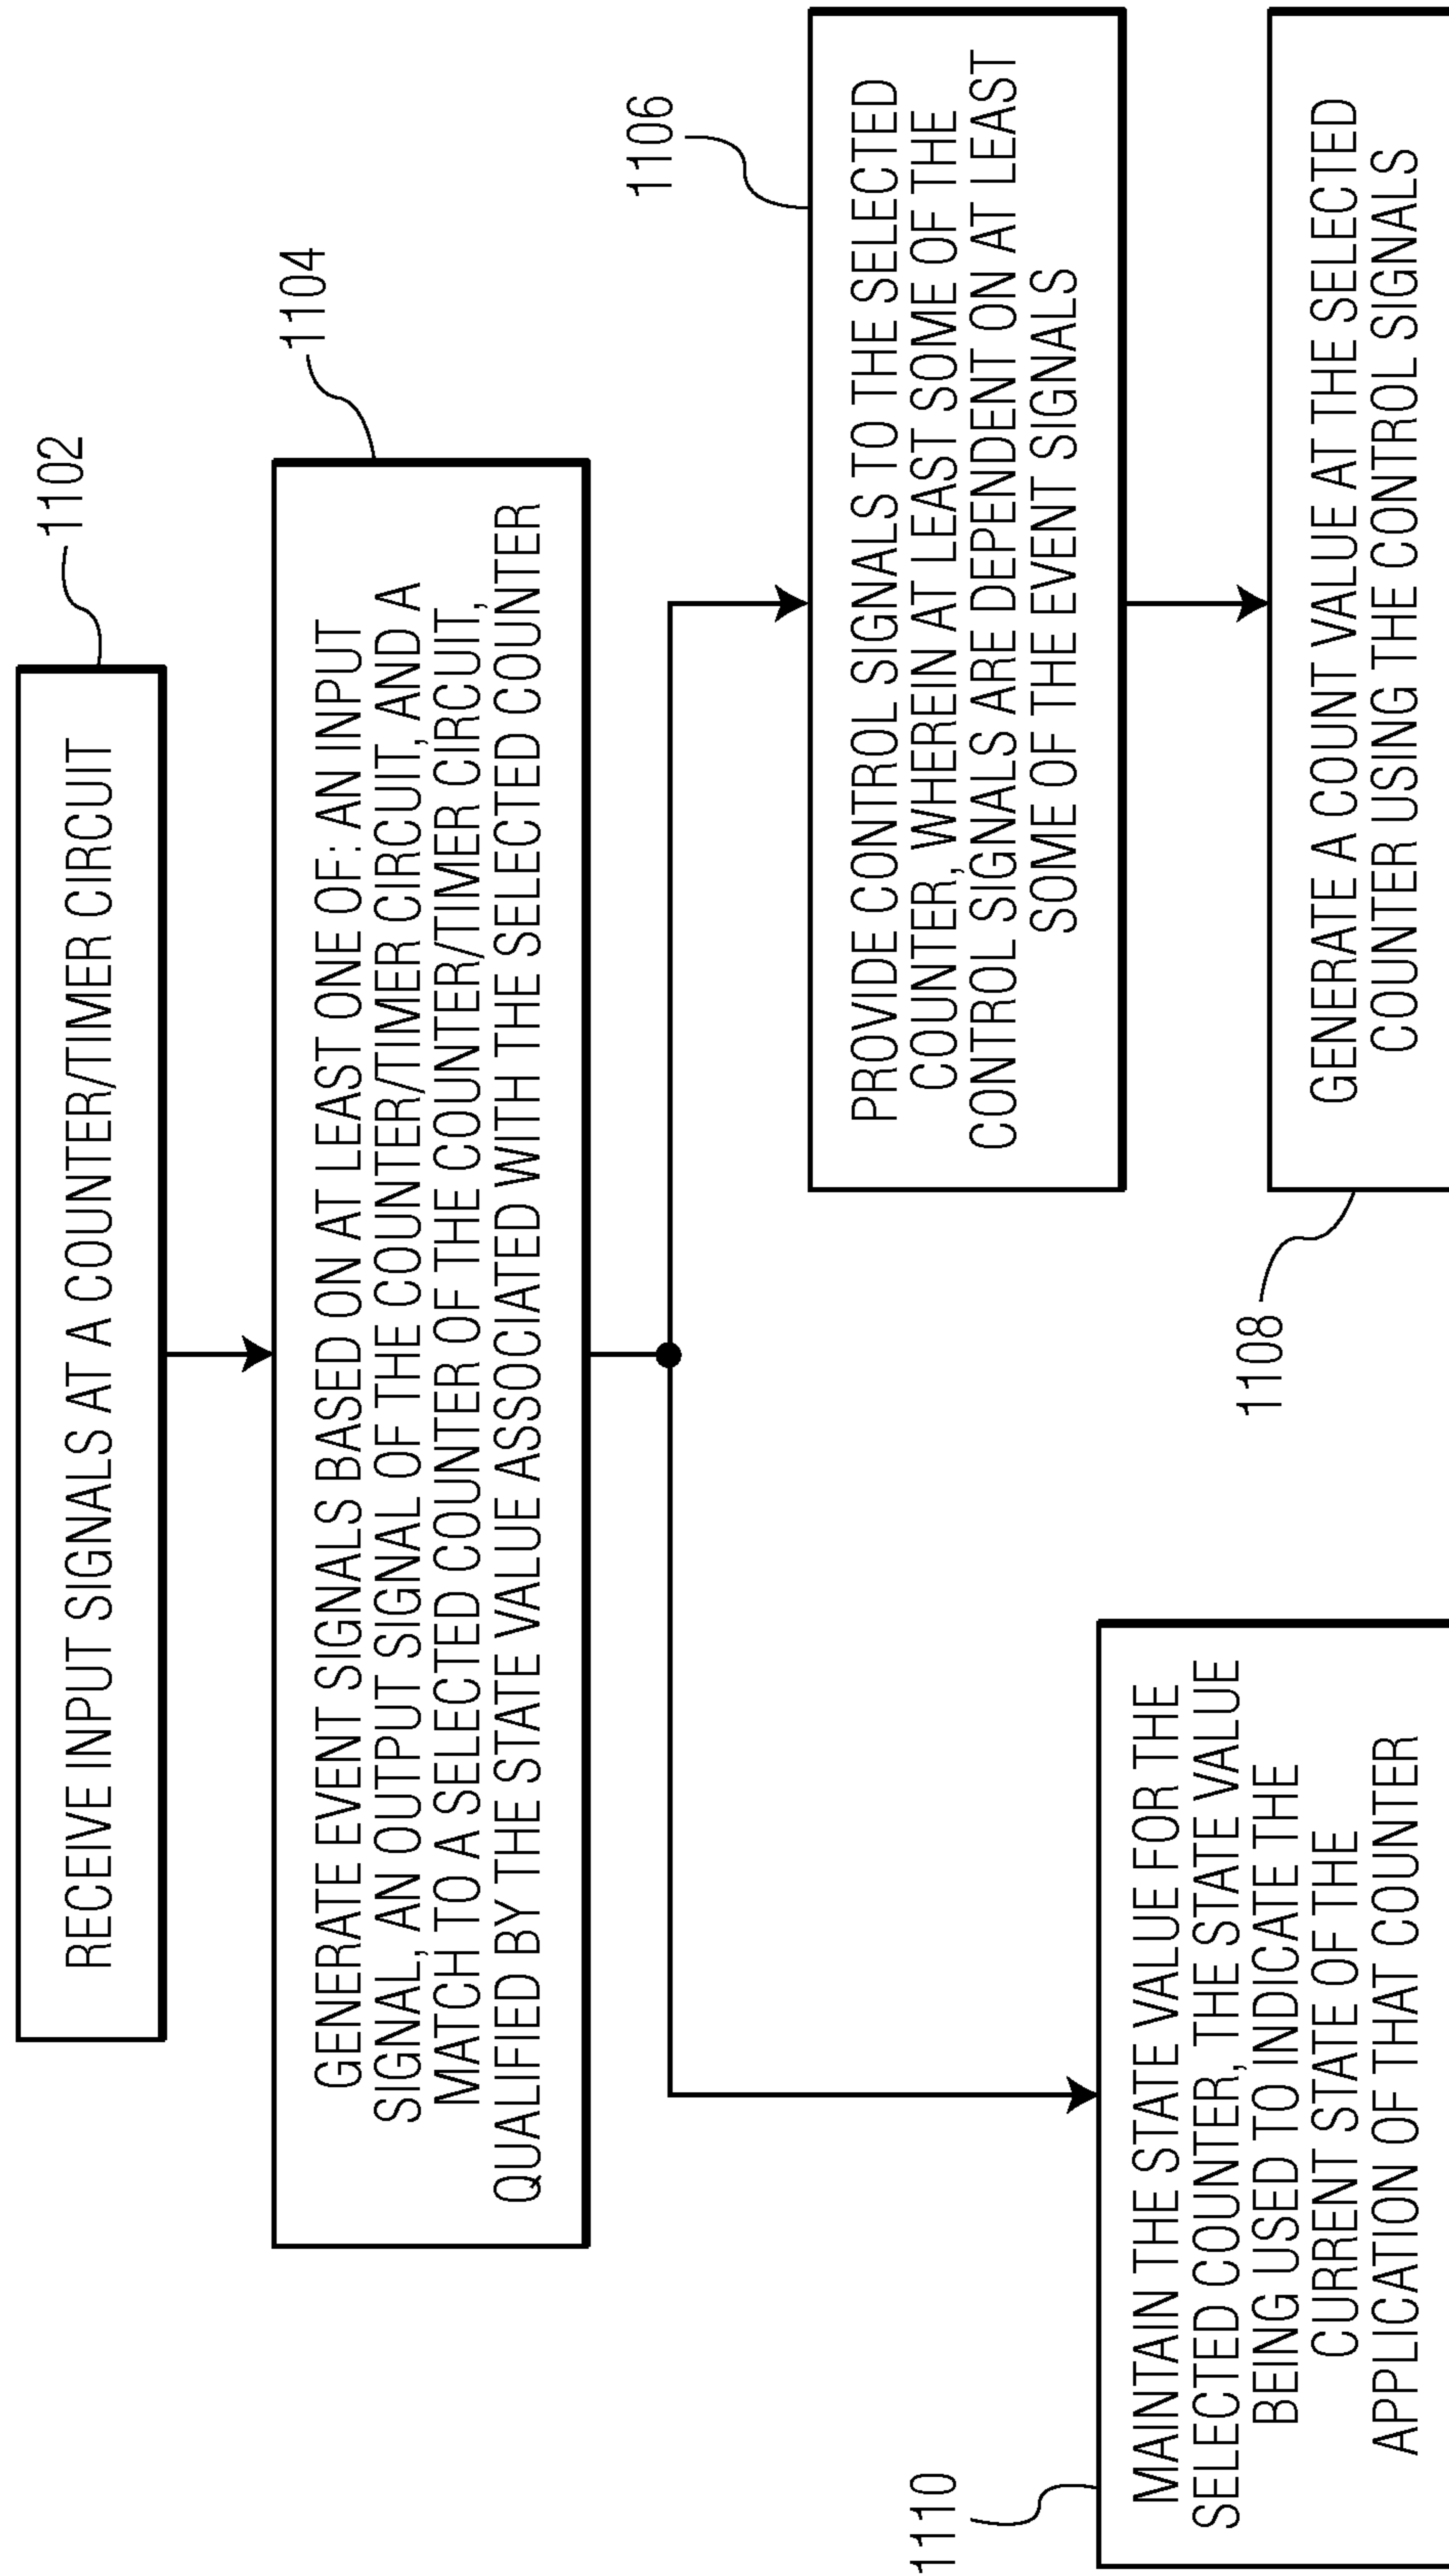 1102
RECEIVE INPUT SIGNALS AT A COUNTER/TIMER CIRCUIT
1104
GENERATE EVENT SIGNALS BASED ON AT LEAST ONE OF: AN INPUT
SIGNAL, AN OUTPUT SIGNAL OF THE COUNTER/TIMER CIRCUIT, AND A
MATCH TO A SELECTED COUNTER OF THE COUNTER/TIMER CIRCUIT,
QUALIFIED BY THE STATE VALUE ASSOCIATED WITH THE SELECTED COUNTER
1106
PROVIDE CONTROL SIGNALS TO THE SELECTED
COUNTER, WHEREIN AT LEAST SOME OF THE
CONTROL SIGNALS ARE DEPENDENT ON AT LEAST
SOME OF THE EVENT SIGNALS
1108
GENERATE A COUNT VALUE AT THE SELECTED
COUNTER USING THE CONTROL SIGNALS
1110
MAINTAIN THE STATE VALUE FOR THE
SELECTED COUNTER, THE STATE VALUE
BEING USED TO INDICATE THE
CURRENT STATE OF THE
APPLICATION OF THAT COUNTER